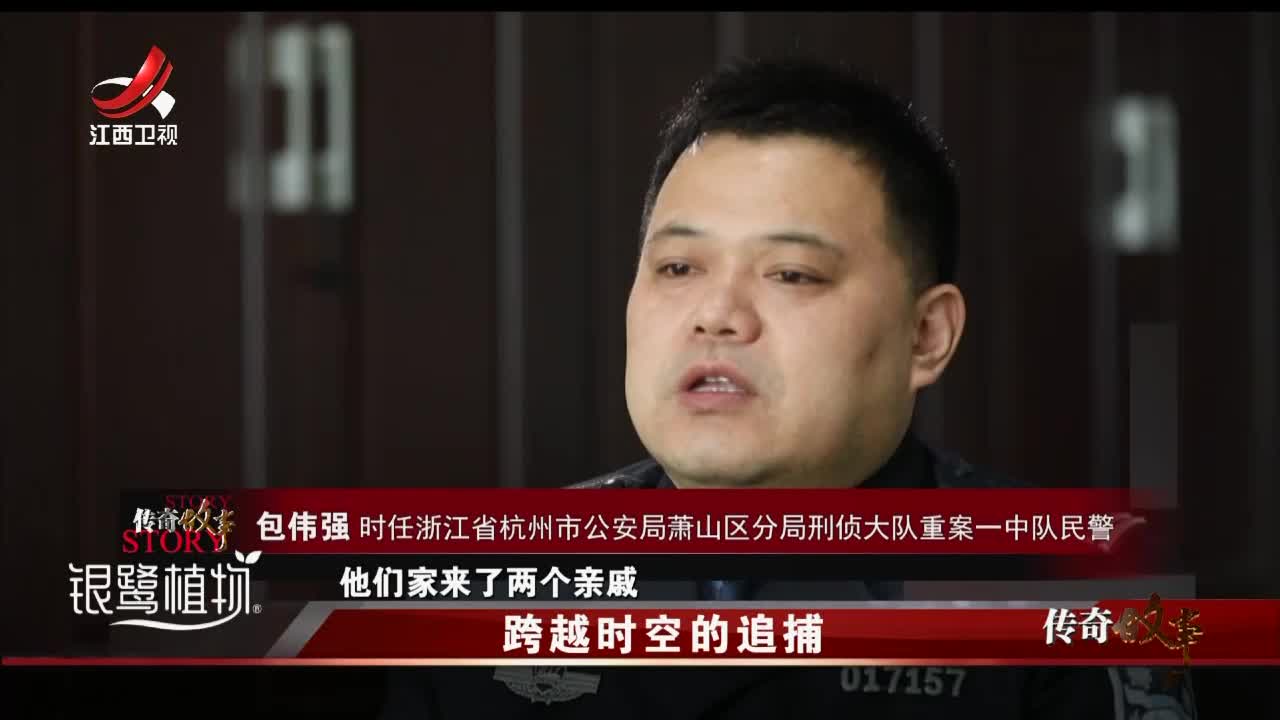 江西卫视
STORY
传奇故事
STORY
包伟强 时任浙江省杭州市公安局萧山区分局刑侦大队重案一中队民警
银鹭植物
他们家来了两个亲戚
跨越时空的追捕
传奇故事
017157